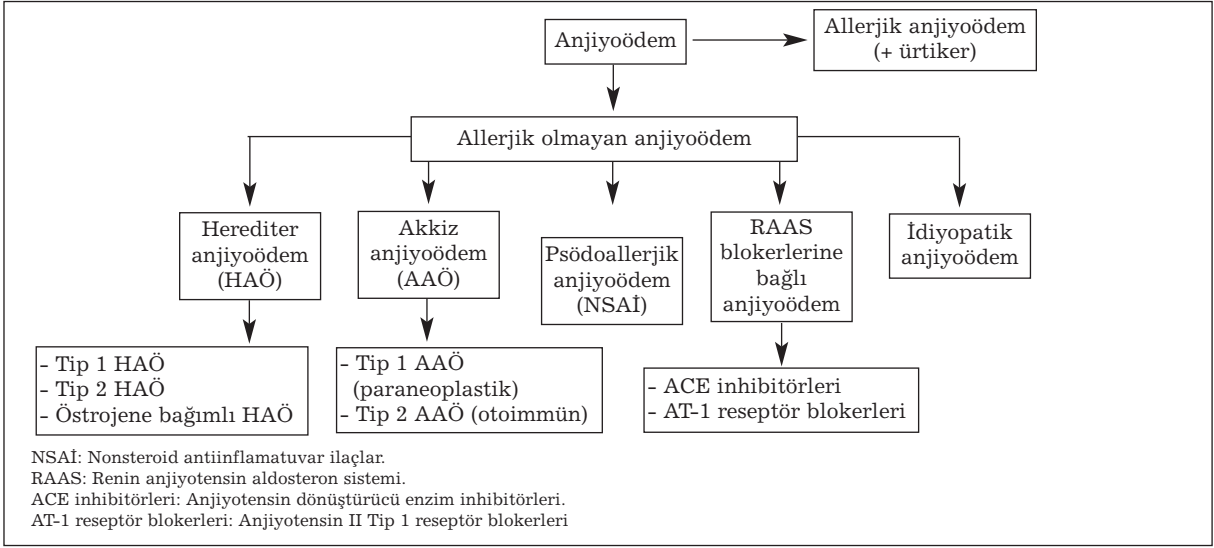 Anjiyoödem
Allerjik anjiyoödem
(+ ürtiker)
Allerjik olmayan anjiyoödem
Herediter
anjiyoödem
(HAÖ)
Akkiz
anjiyoödem
(AAÖ)
Psödoallerjik
anjiyoödem
(NSAİ)
RAAS
blokerlerine
bağlı
anjiyoödem
İdiyopatik
anjiyoödem
- Tip 1 HAÖ
- Tip 2 HAÖ
- Östrojene bağımlı HAÖ
- Tip 1 AAÖ
(paraneoplastik)
- Tip 2 AAÖ (otoimmün)
- ACE inhibitörleri
- AT-1 reseptör blokerleri
NSAİ: Nonsteroid antiinflamatuvar ilaçlar.
RAAS: Renin anjiyotensin aldosteron sistemi.
ACE inhibitörleri: Anjiyotensin dönüştürücü enzim inhibitörleri.
AT-1 reseptör blokerleri: Anjiyotensin II Tip 1 reseptör blokerleri